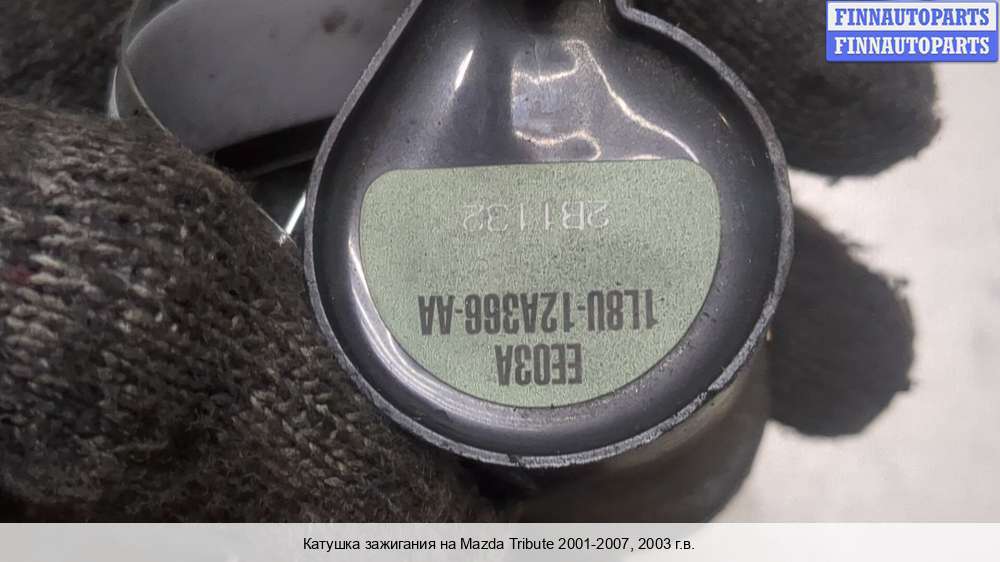 FINNAUTOPARTS
FINNAUTOPARTS
EE03A
1L8U-12A366-AA
2B1132
Катушка зажигания на Mazda Tribute 2001-2007, 2003 г.в.